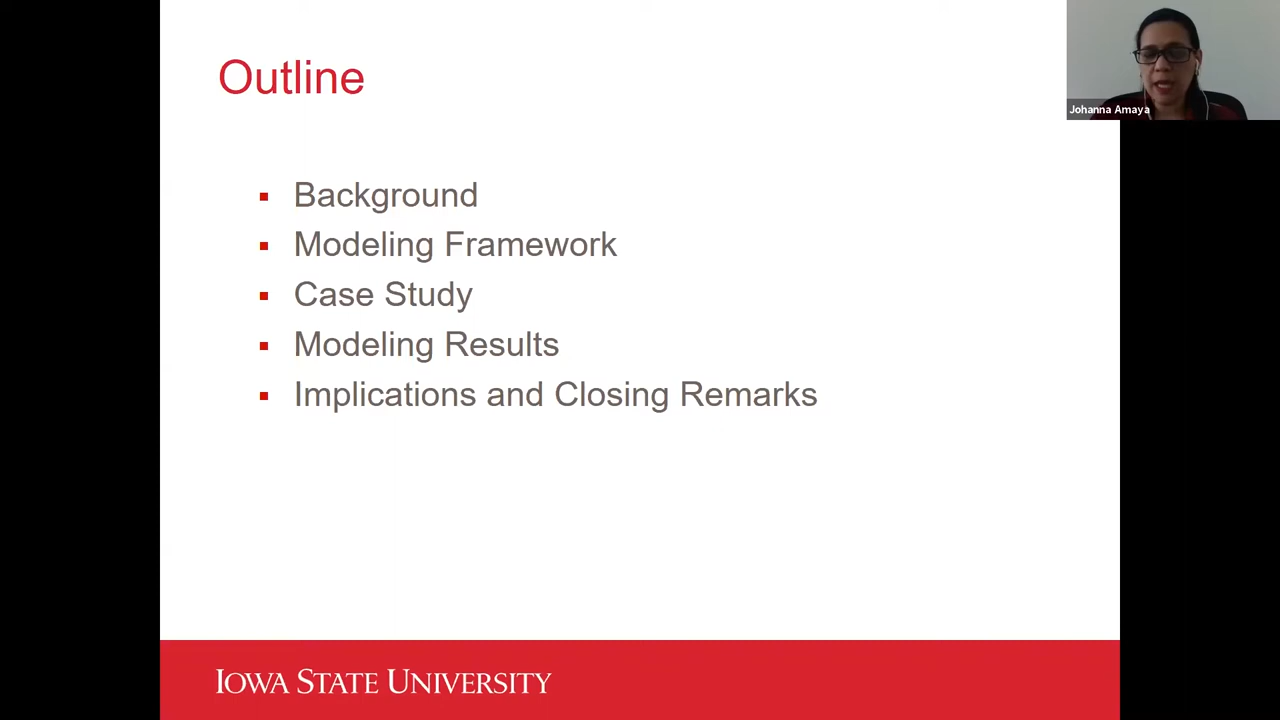 Outline
Johanna Amaya
▪ Background
▪ Modeling Framework
▪ Case Study
▪ Modeling Results
▪ Implications and Closing Remarks
IOWA STATE UNIVERSITY